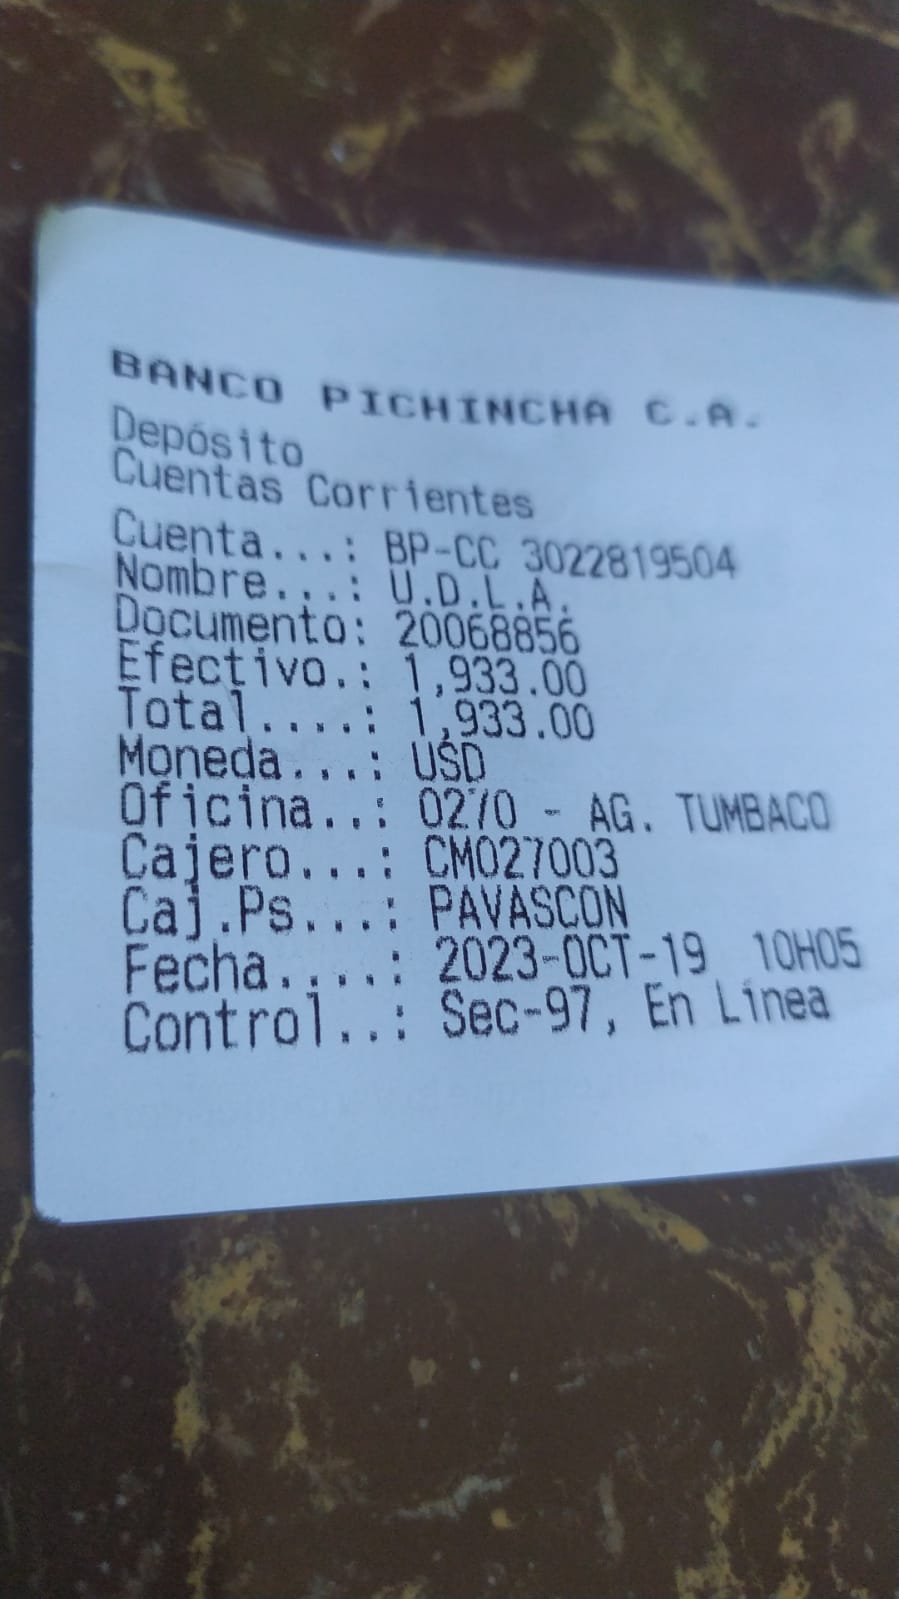 BANCO PICHINCHA C.A.
Depósito
Cuentas Corrientes
Cuenta...: BP-CC 3022819504
Nombre...: U.D.L.A.
Documento: 20068856
Efectivo.: 1,933.00
Total....: 1,933.00
Moneda...: USD
Oficina..: 0270 - AG. TUMBACO
Cajero...: CM027003
Caj.Ps...: PAVASCON
Fecha....: 2023-OCT-19 10H05
Control..: Sec-97, En Línea